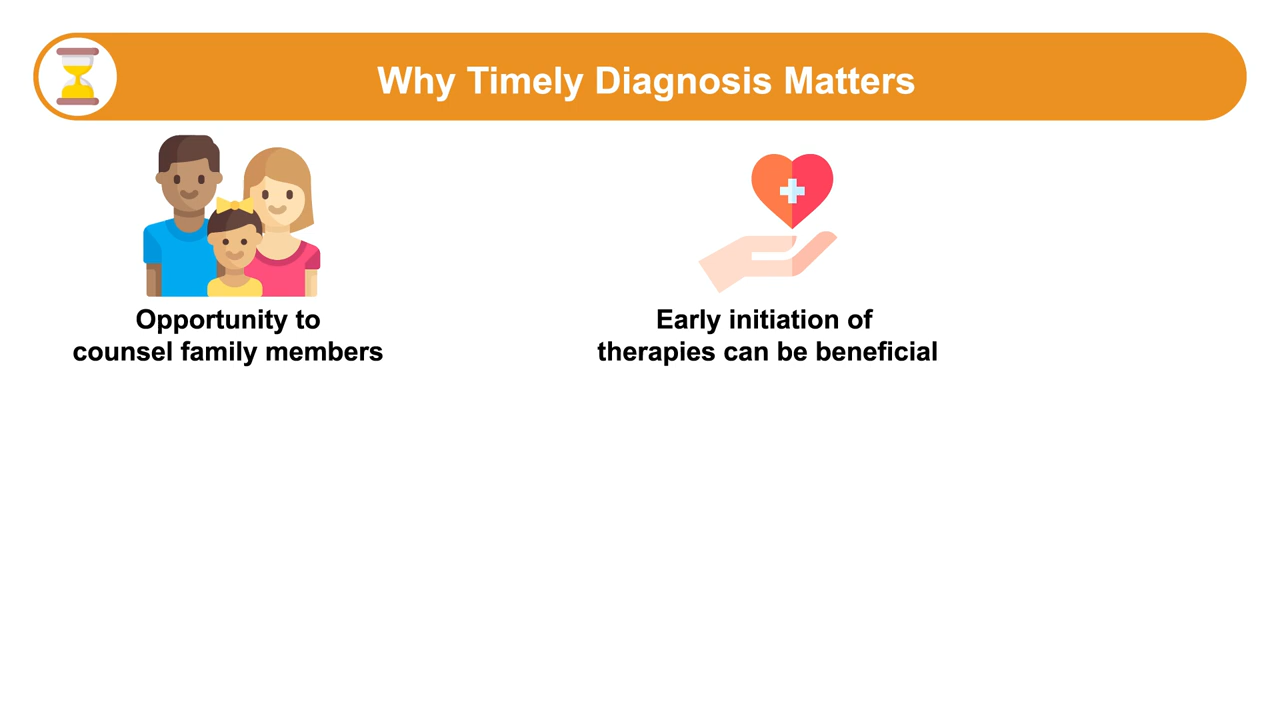 Why Timely Diagnosis Matters
Opportunity to
counsel family members
Early initiation of
therapies can be beneficial